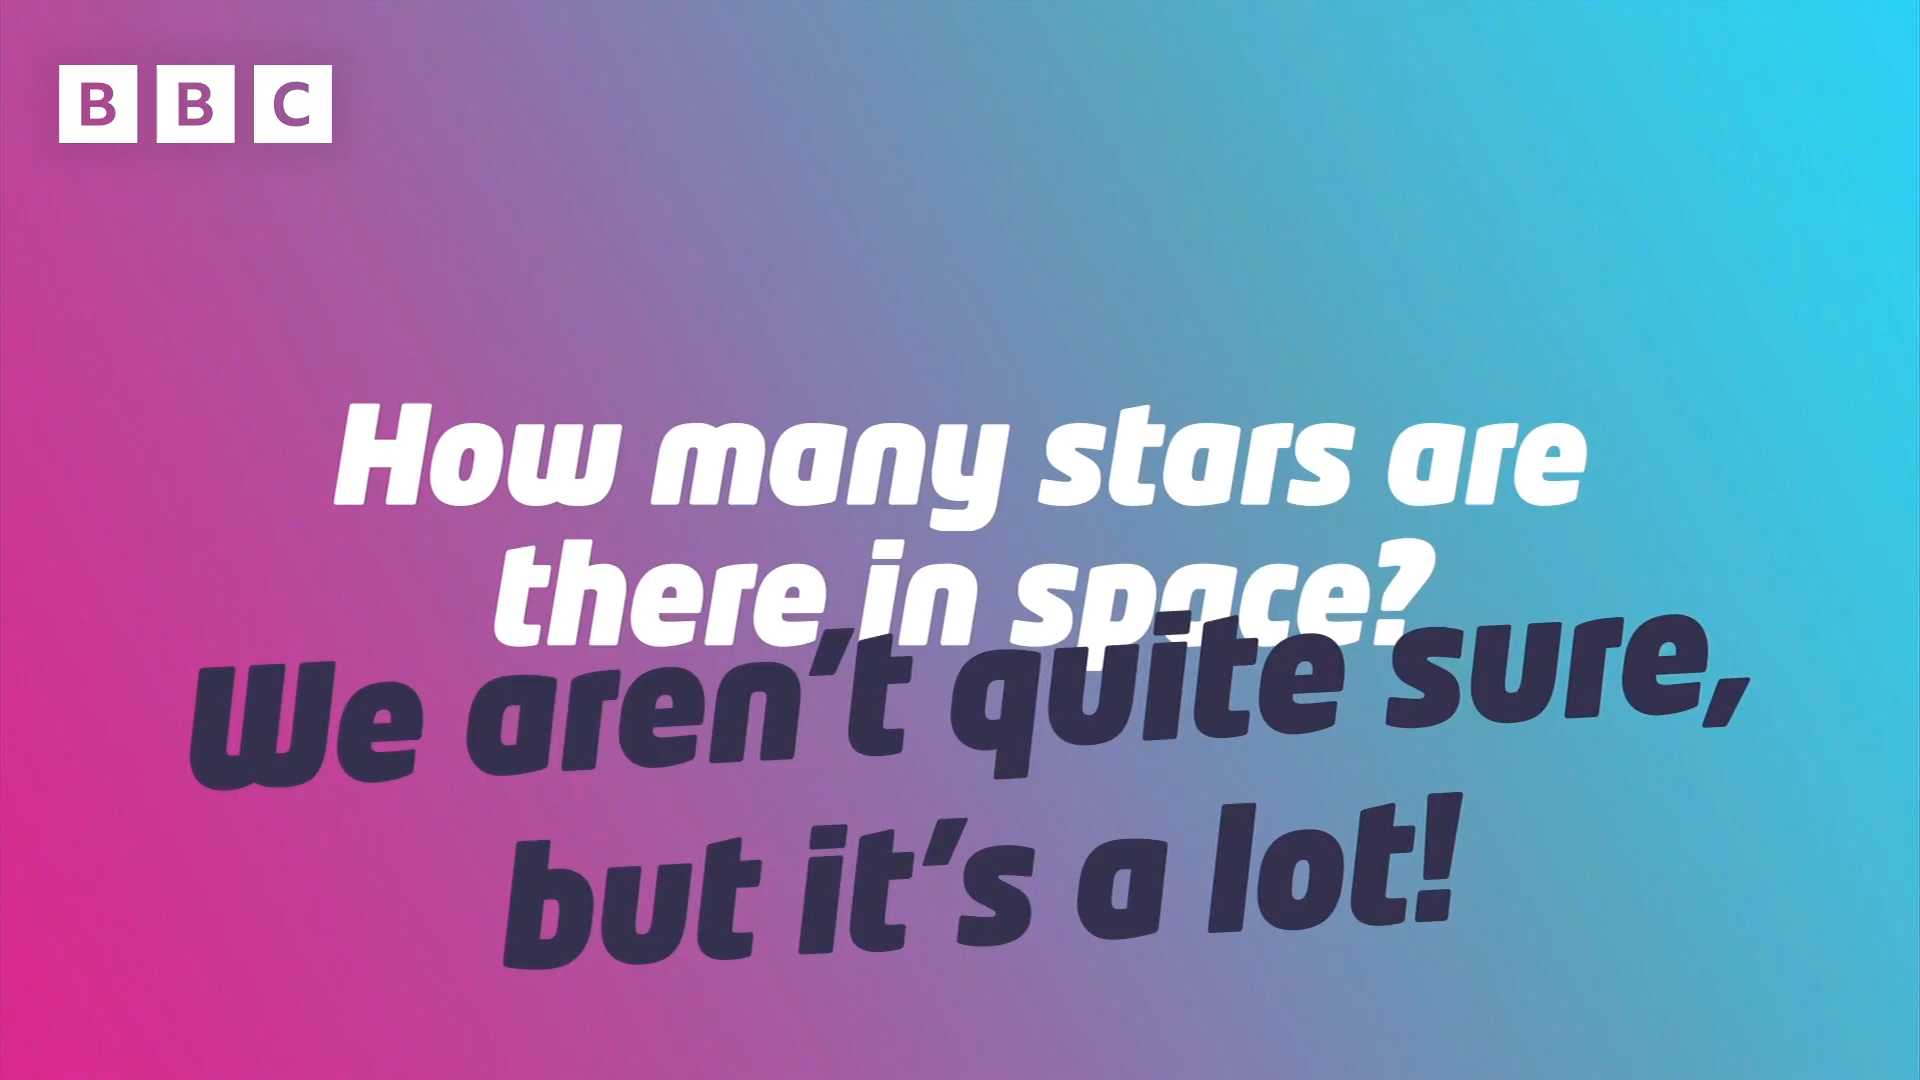 BBC
How many stars are
there in space?
We aren’t quite sure,
but it’s a lot!